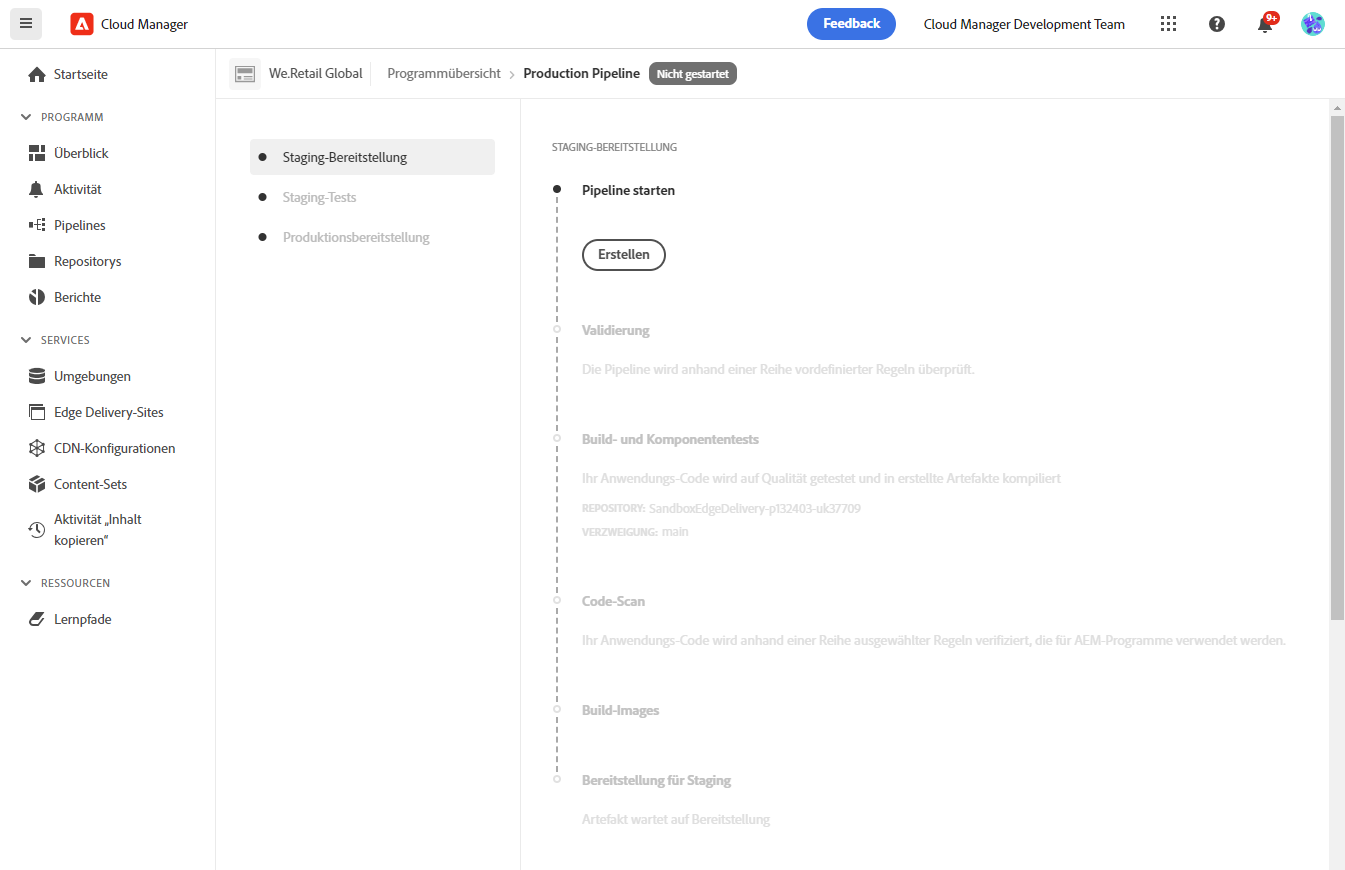 Cloud Manager
Feedback
Cloud Manager Development Team
9+
Startseite
PROGRAMM
Überblick
Aktivität
Pipelines
Repositorys
Berichte
SERVICES
Umgebungen
Edge Delivery-Sites
CDN-Konfigurationen
Content-Sets
Aktivität „Inhalt
kopieren“
RESSOURCEN
Lernpfade
We.Retail Global
Programmübersicht › Production Pipeline Nicht gestartet
Staging-Bereitstellung
Staging-Tests
Produktionsbereitstellung
STAGING-BEREITSTELLUNG
Pipeline starten
Erstellen
Validierung
Die Pipeline wird anhand einer Reihe vordefinierter Regeln überprüft.
Build- und Komponententests
Ihr Anwendungs-Code wird auf Qualität getestet und in erstellte Artefakte kompiliert
REPOSITORY: SandboxEdgeDelivery-p132403-uk37709
VERZWEIGUNG: main
Code-Scan
Ihr Anwendungs-Code wird anhand einer Reihe ausgewählter Regeln verifiziert, die für AEM-Programme verwendet werden.
Build-Images
Bereitstellung für Staging
Artefakt wartet auf Bereitstellung